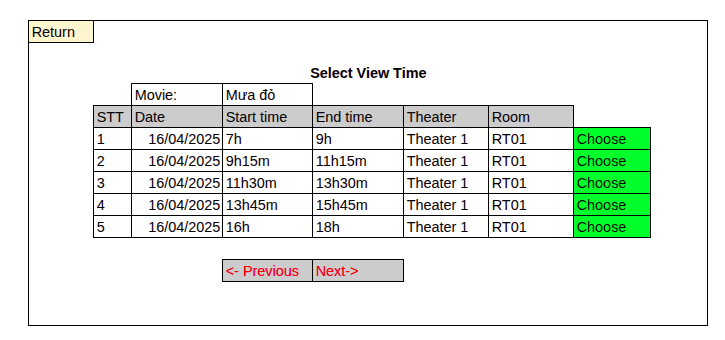 Return
Select View Time
Movie: Mưa đỏ
STT Date Start time End time Theater Room
1 16/04/2025 7h 9h Theater 1 RT01 Choose
2 16/04/2025 9h15m 11h15m Theater 1 RT01 Choose
3 16/04/2025 11h30m 13h30m Theater 1 RT01 Choose
4 16/04/2025 13h45m 15h45m Theater 1 RT01 Choose
5 16/04/2025 16h 18h Theater 1 RT01 Choose
<- Previous Next->